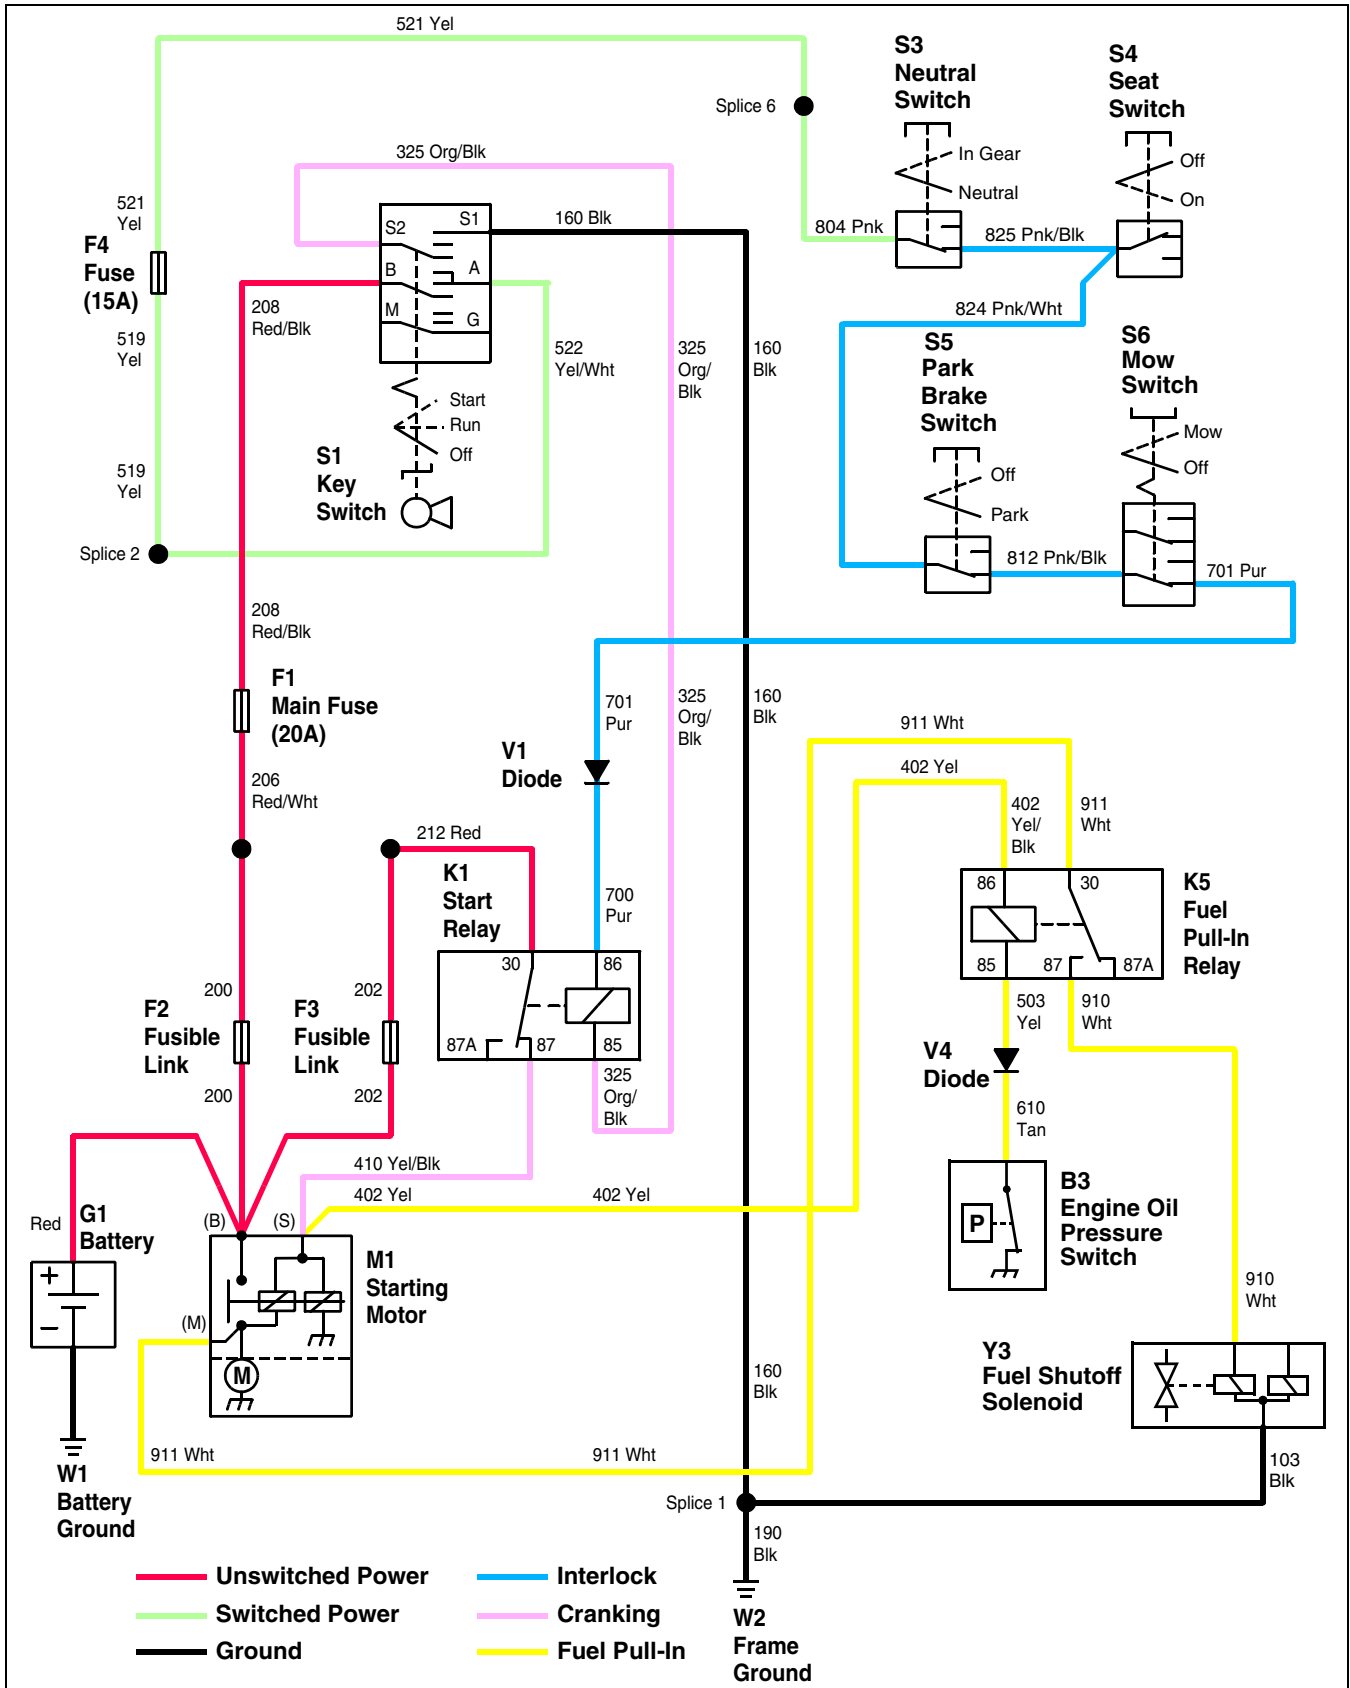 521 Yel
S3
Neutral
Switch
S4
Seat
Switch
Splice 6
325 Org/Blk
In Gear
Neutral
Off
On
521
Yel
F4
Fuse
(15A)
S2
S1
B
A
M
G
160 Blk
804 Pnk
825 Pnk/Blk
208
Red/Blk
824 Pnk/Wht
519
Yel
522
Yel/Wht
325
Org/
Blk
160
Blk
S5
Park
Brake
Switch
S6
Mow
Switch
Start
Run
Off
S1
Key
Switch
519
Yel
Mow
Off
Off
Park
Splice 2
812 Pnk/Blk
701 Pur
208
Red/Blk
F1
Main Fuse
(20A)
701
Pur
325
Org/
Blk
160
Blk
911 Wht
V1
Diode
402 Yel
206
Red/Wht
402
Yel/
Blk
911
Wht
212 Red
K1
Start
Relay
700
Pur
86
30
K5
Fuel
Pull-In
Relay
30
86
85
87
87A
200
202
F2
Fusible
Link
F3
Fusible
Link
503
Yel
910
Wht
87A
87
85
V4
Diode
200
202
325
Org/
Blk
610
Tan
410 Yel/Blk
402 Yel
402 Yel
B3
Engine Oil
Pressure
Switch
P
Red
G1
Battery
(B)
(S)
M1
Starting
Motor
+
−
(M)
M
910
Wht
Y3
Fuel Shutoff
Solenoid
160
Blk
911 Wht
911 Wht
103
Blk
W1
Battery
Ground
Splice 1
190
Blk
Unswitched Power
Interlock
Switched Power
Cranking
Ground
Fuel Pull-In
W2
Frame
Ground